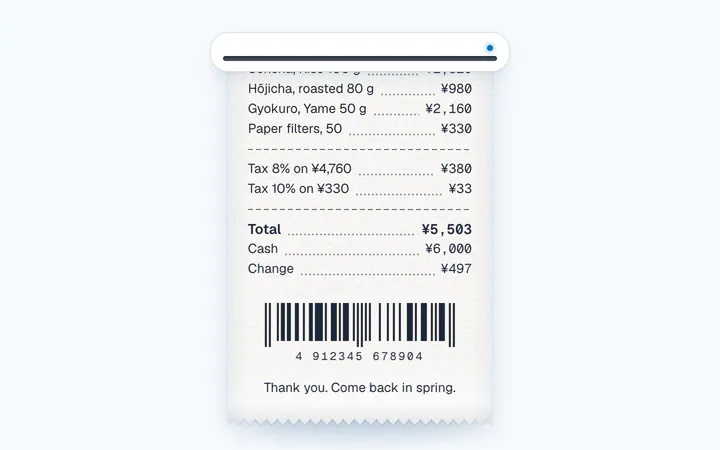 Hōjicha, roasted 80 g ¥980
Gyokuro, Yame 50 g ¥2,160
Paper filters, 50 ¥330
Tax 8% on ¥4,760 ¥380
Tax 10% on ¥330 ¥33
Total ¥5,503
Cash ¥6,000
Change ¥497
4 912345 678904
Thank you. Come back in spring.